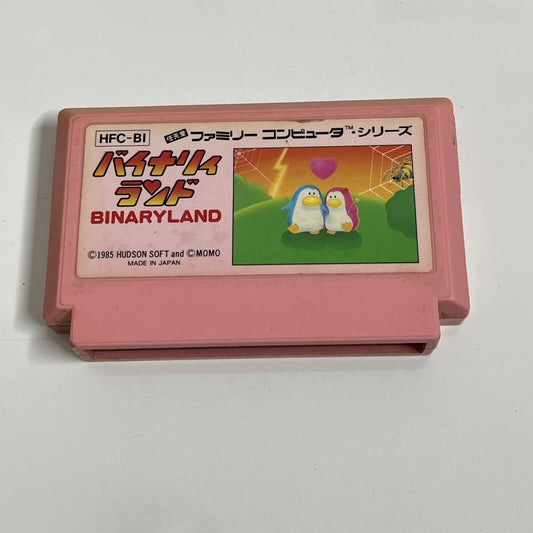 HFC-BI
任天堂 ファミリー コンピュータ™・シリーズ
バイナリィ
ランド
BINARYLAND
©1985 HUDSON SOFT and ©MOMO
MADE IN JAPAN